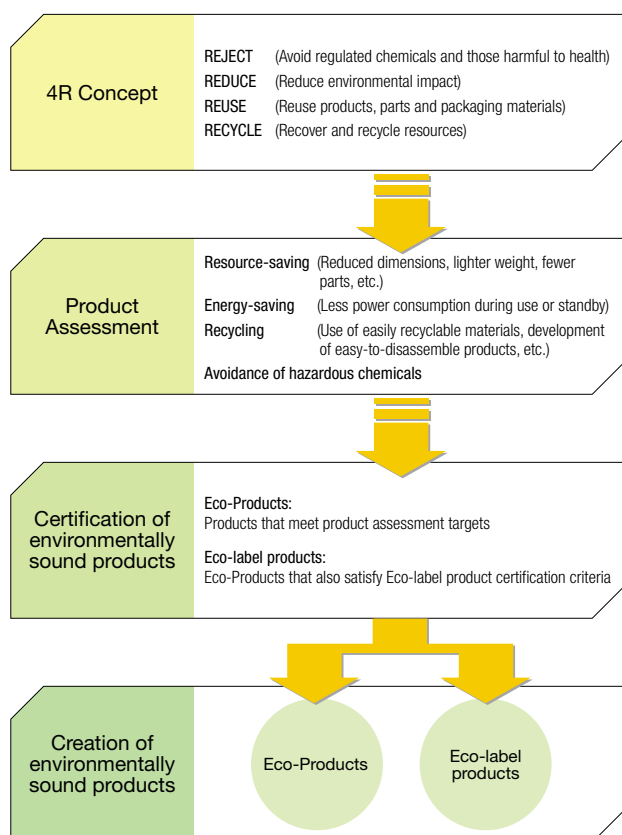 4R Concept
REJECT (Avoid regulated chemicals and those harmful to health)
REDUCE (Reduce environmental impact)
REUSE (Reuse products, parts and packaging materials)
RECYCLE (Recover and recycle resources)
Product
Assessment
Resource-saving (Reduced dimensions, lighter weight, fewer
parts, etc.)
Energy-saving (Less power consumption during use or standby)
Recycling (Use of easily recyclable materials, development
of easy-to-disassemble products, etc.)
Avoidance of hazardous chemicals
Certification of
environmentally
sound products
Eco-Products:
Products that meet product assessment targets
Eco-label products:
Eco-Products that also satisfy Eco-label product certification criteria
Creation of
environmentally
sound products
Eco-Products
Eco-label
products